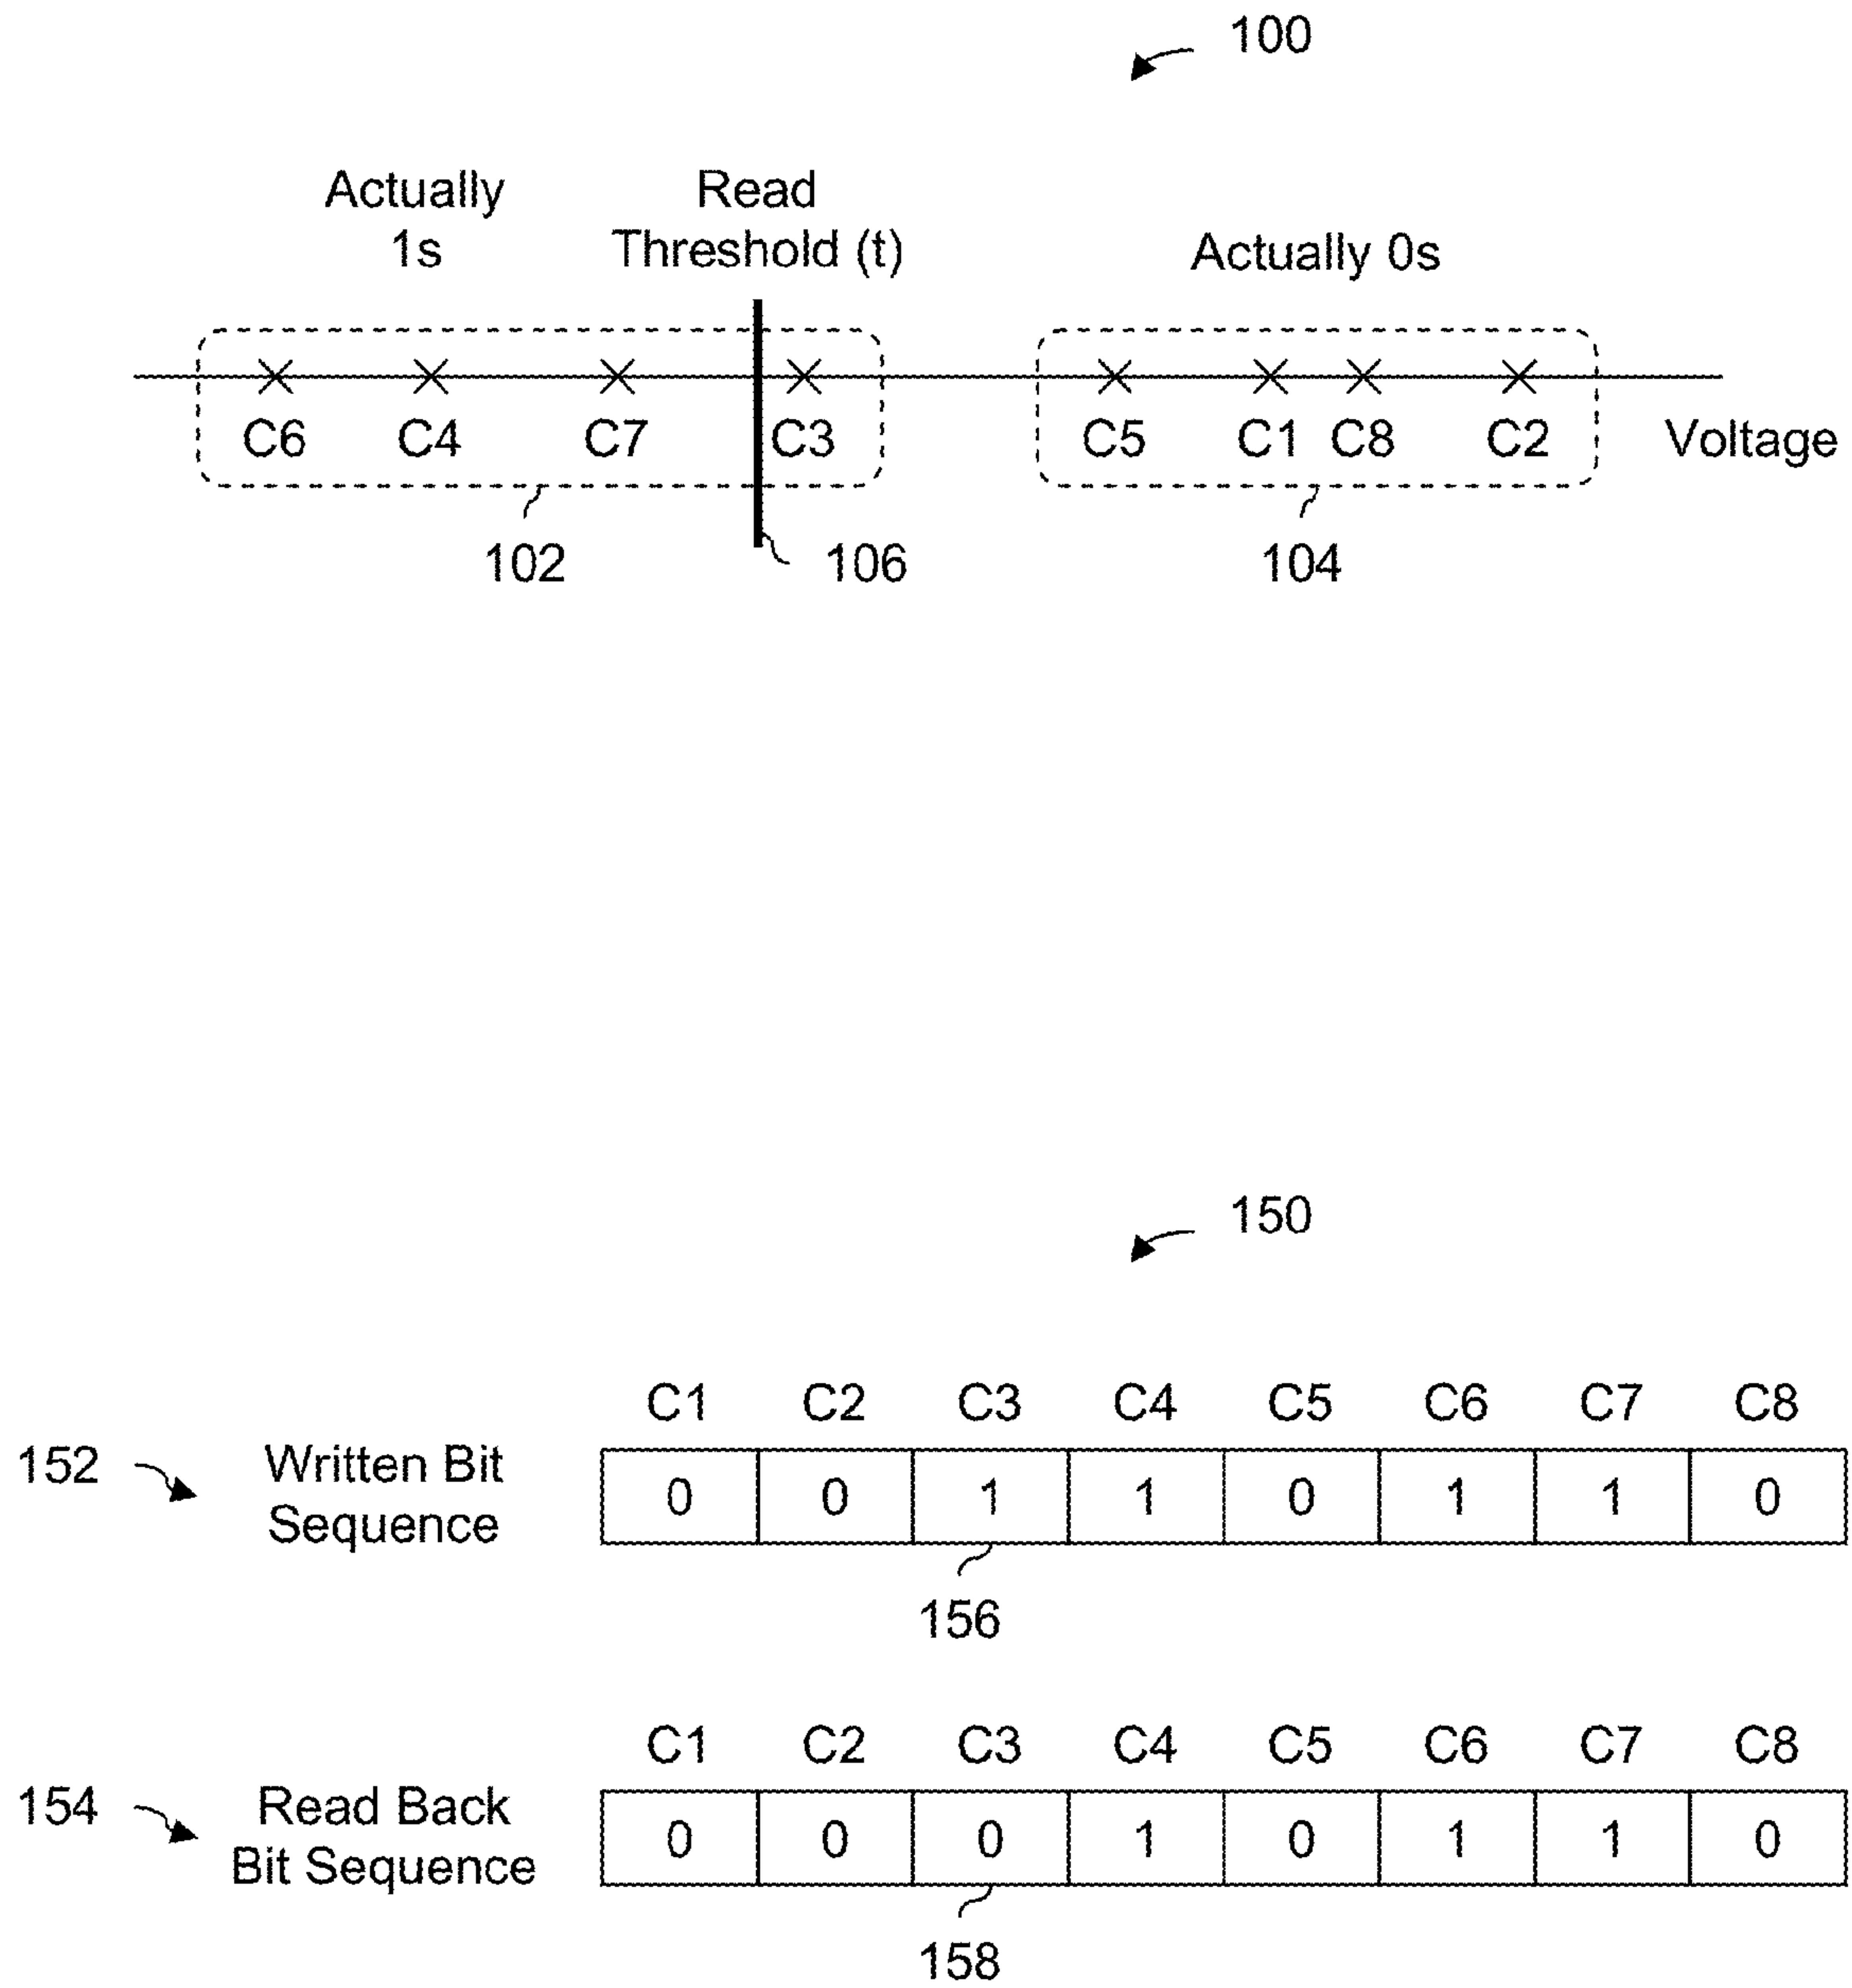 100
Actually
1s
Read
Threshold (t)
Actually 0s
C6 C4 C7 C3 C5 C1 C8 C2 Voltage
102 106 104
150
C1 C2 C3 C4 C5 C6 C7 C8
152 Written Bit
Sequence
0 0 1 1 0 1 1 0
156
C1 C2 C3 C4 C5 C6 C7 C8
154 Read Back
Bit Sequence
0 0 0 1 0 1 1 0
158